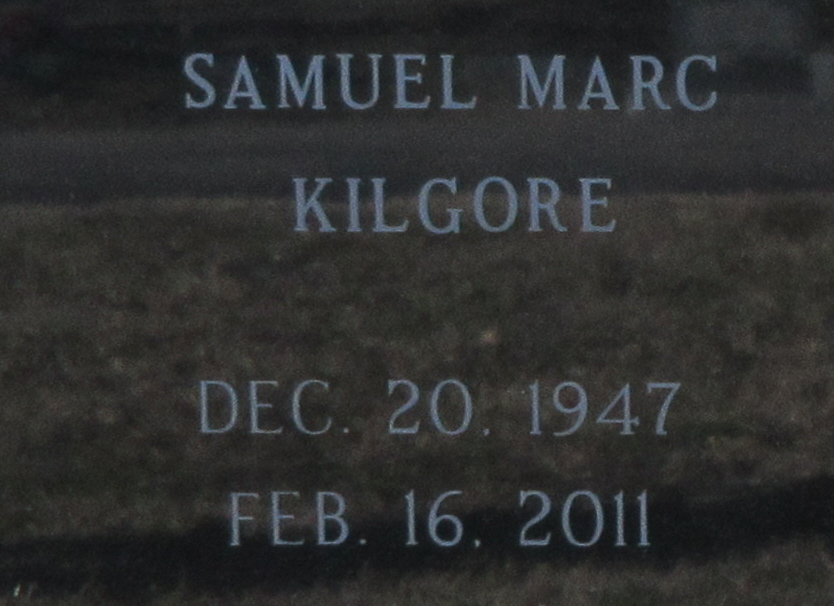 SAMUEL MARC
KILGORE
DEC. 20, 1947
FEB. 16, 2011